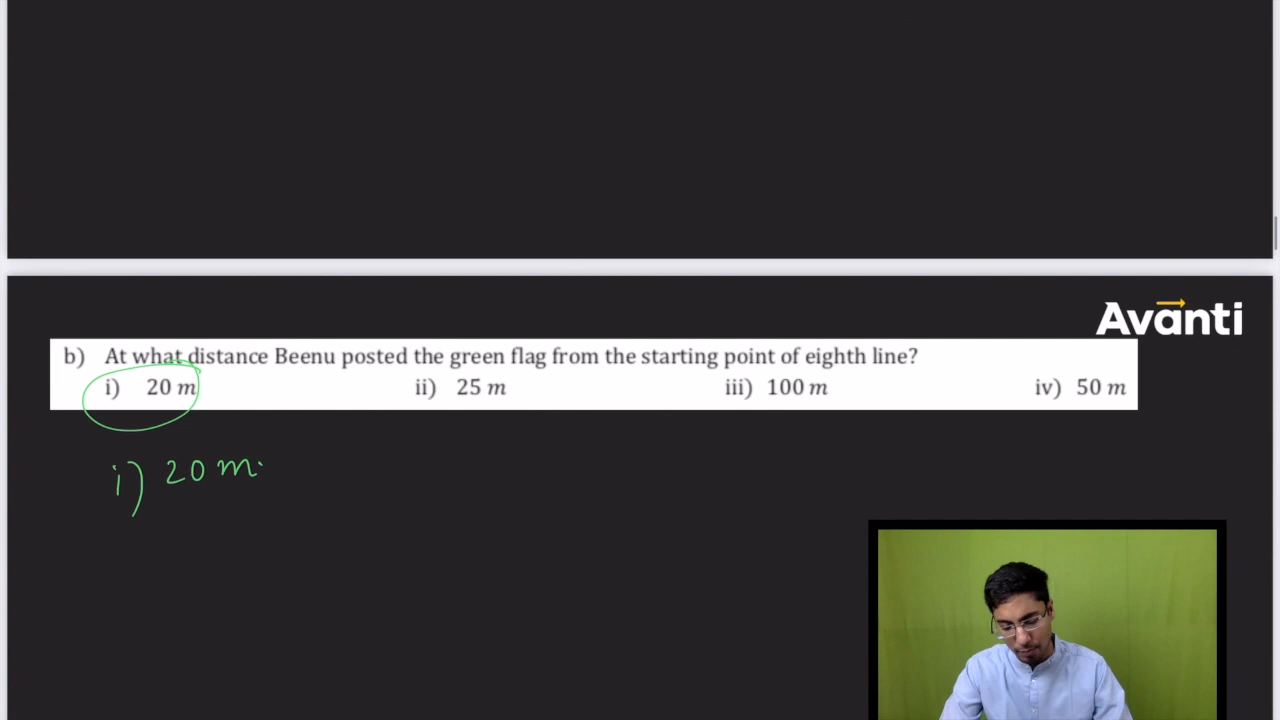 Avanti
b) At what distance Beenu posted the green flag from the starting point of eighth line?
i) 20 m ii) 25 m iii) 100 m iv) 50 m
i) 20 m.